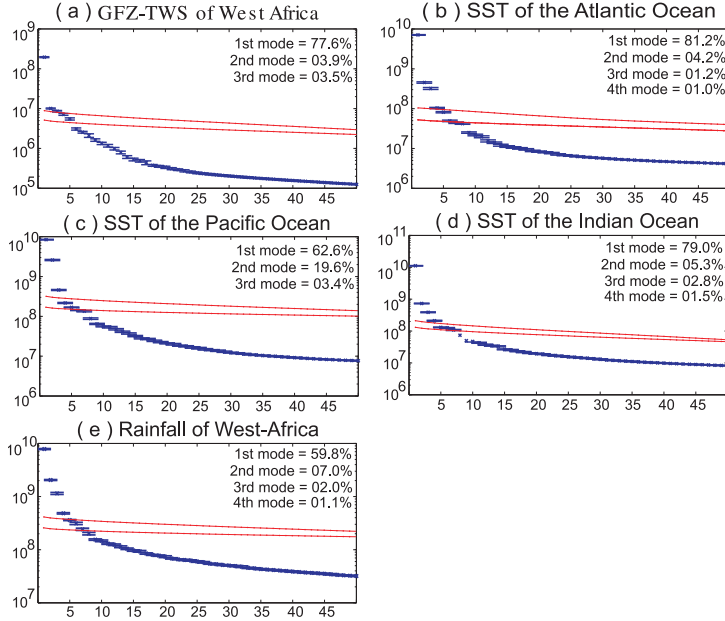 ( a ) GFZ-TWS of West Africa
1st mode = 77.6%
2nd mode = 03.9%
3rd mode = 03.5%
10^9
10^8
10^7
10^6
10^5
5 10 15 20 25 30 35 40 45
( b ) SST of the Atlantic Ocean
1st mode = 81.2%
2nd mode = 04.2%
3rd mode = 01.2%
4th mode = 01.0%
10^10
10^9
10^8
10^7
10^6
5 10 15 20 25 30 35 40 45
( c ) SST of the Pacific Ocean
1st mode = 62.6%
2nd mode = 19.6%
3rd mode = 03.4%
10^10
10^9
10^8
10^7
10^6
5 10 15 20 25 30 35 40 45
( d ) SST of the Indian Ocean
1st mode = 79.0%
2nd mode = 05.3%
3rd mode = 02.8%
4th mode = 01.5%
10^11
10^10
10^9
10^8
10^7
10^6
5 10 15 20 25 30 35 40 45
( e ) Rainfall of West-Africa
1st mode = 59.8%
2nd mode = 07.0%
3rd mode = 02.0%
4th mode = 01.1%
10^10
10^9
10^8
10^7
5 10 15 20 25 30 35 40 45